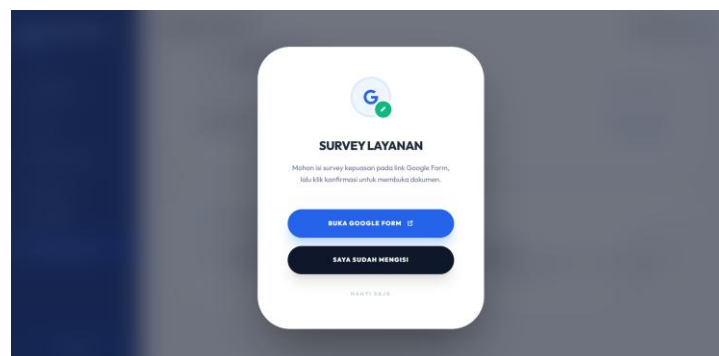 G
SURVEY LAYANAN
Mohon isi survey kepuasan pada link Google Form,
lalu klik konfirmasi untuk membuka dokumen.
BUKA GOOGLE FORM
SAYA SUDAH MENGISI
NANTI SAJA